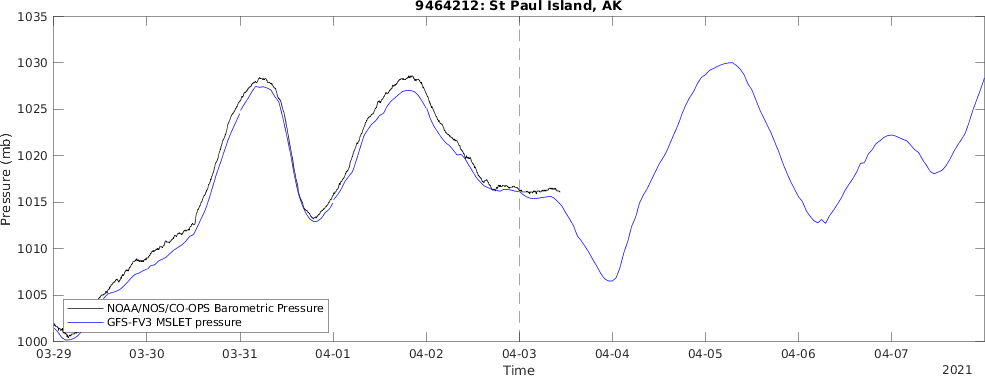 9464212: St Paul Island, AK
Pressure (mb)
1035
1030
1025
1020
1015
1010
1005
1000
NOAA/NOS/CO-OPS Barometric Pressure
GFS-FV3 MSLET pressure
03-29 03-30 03-31 04-01 04-02 04-03 04-04 04-05 04-06 04-07
Time
2021